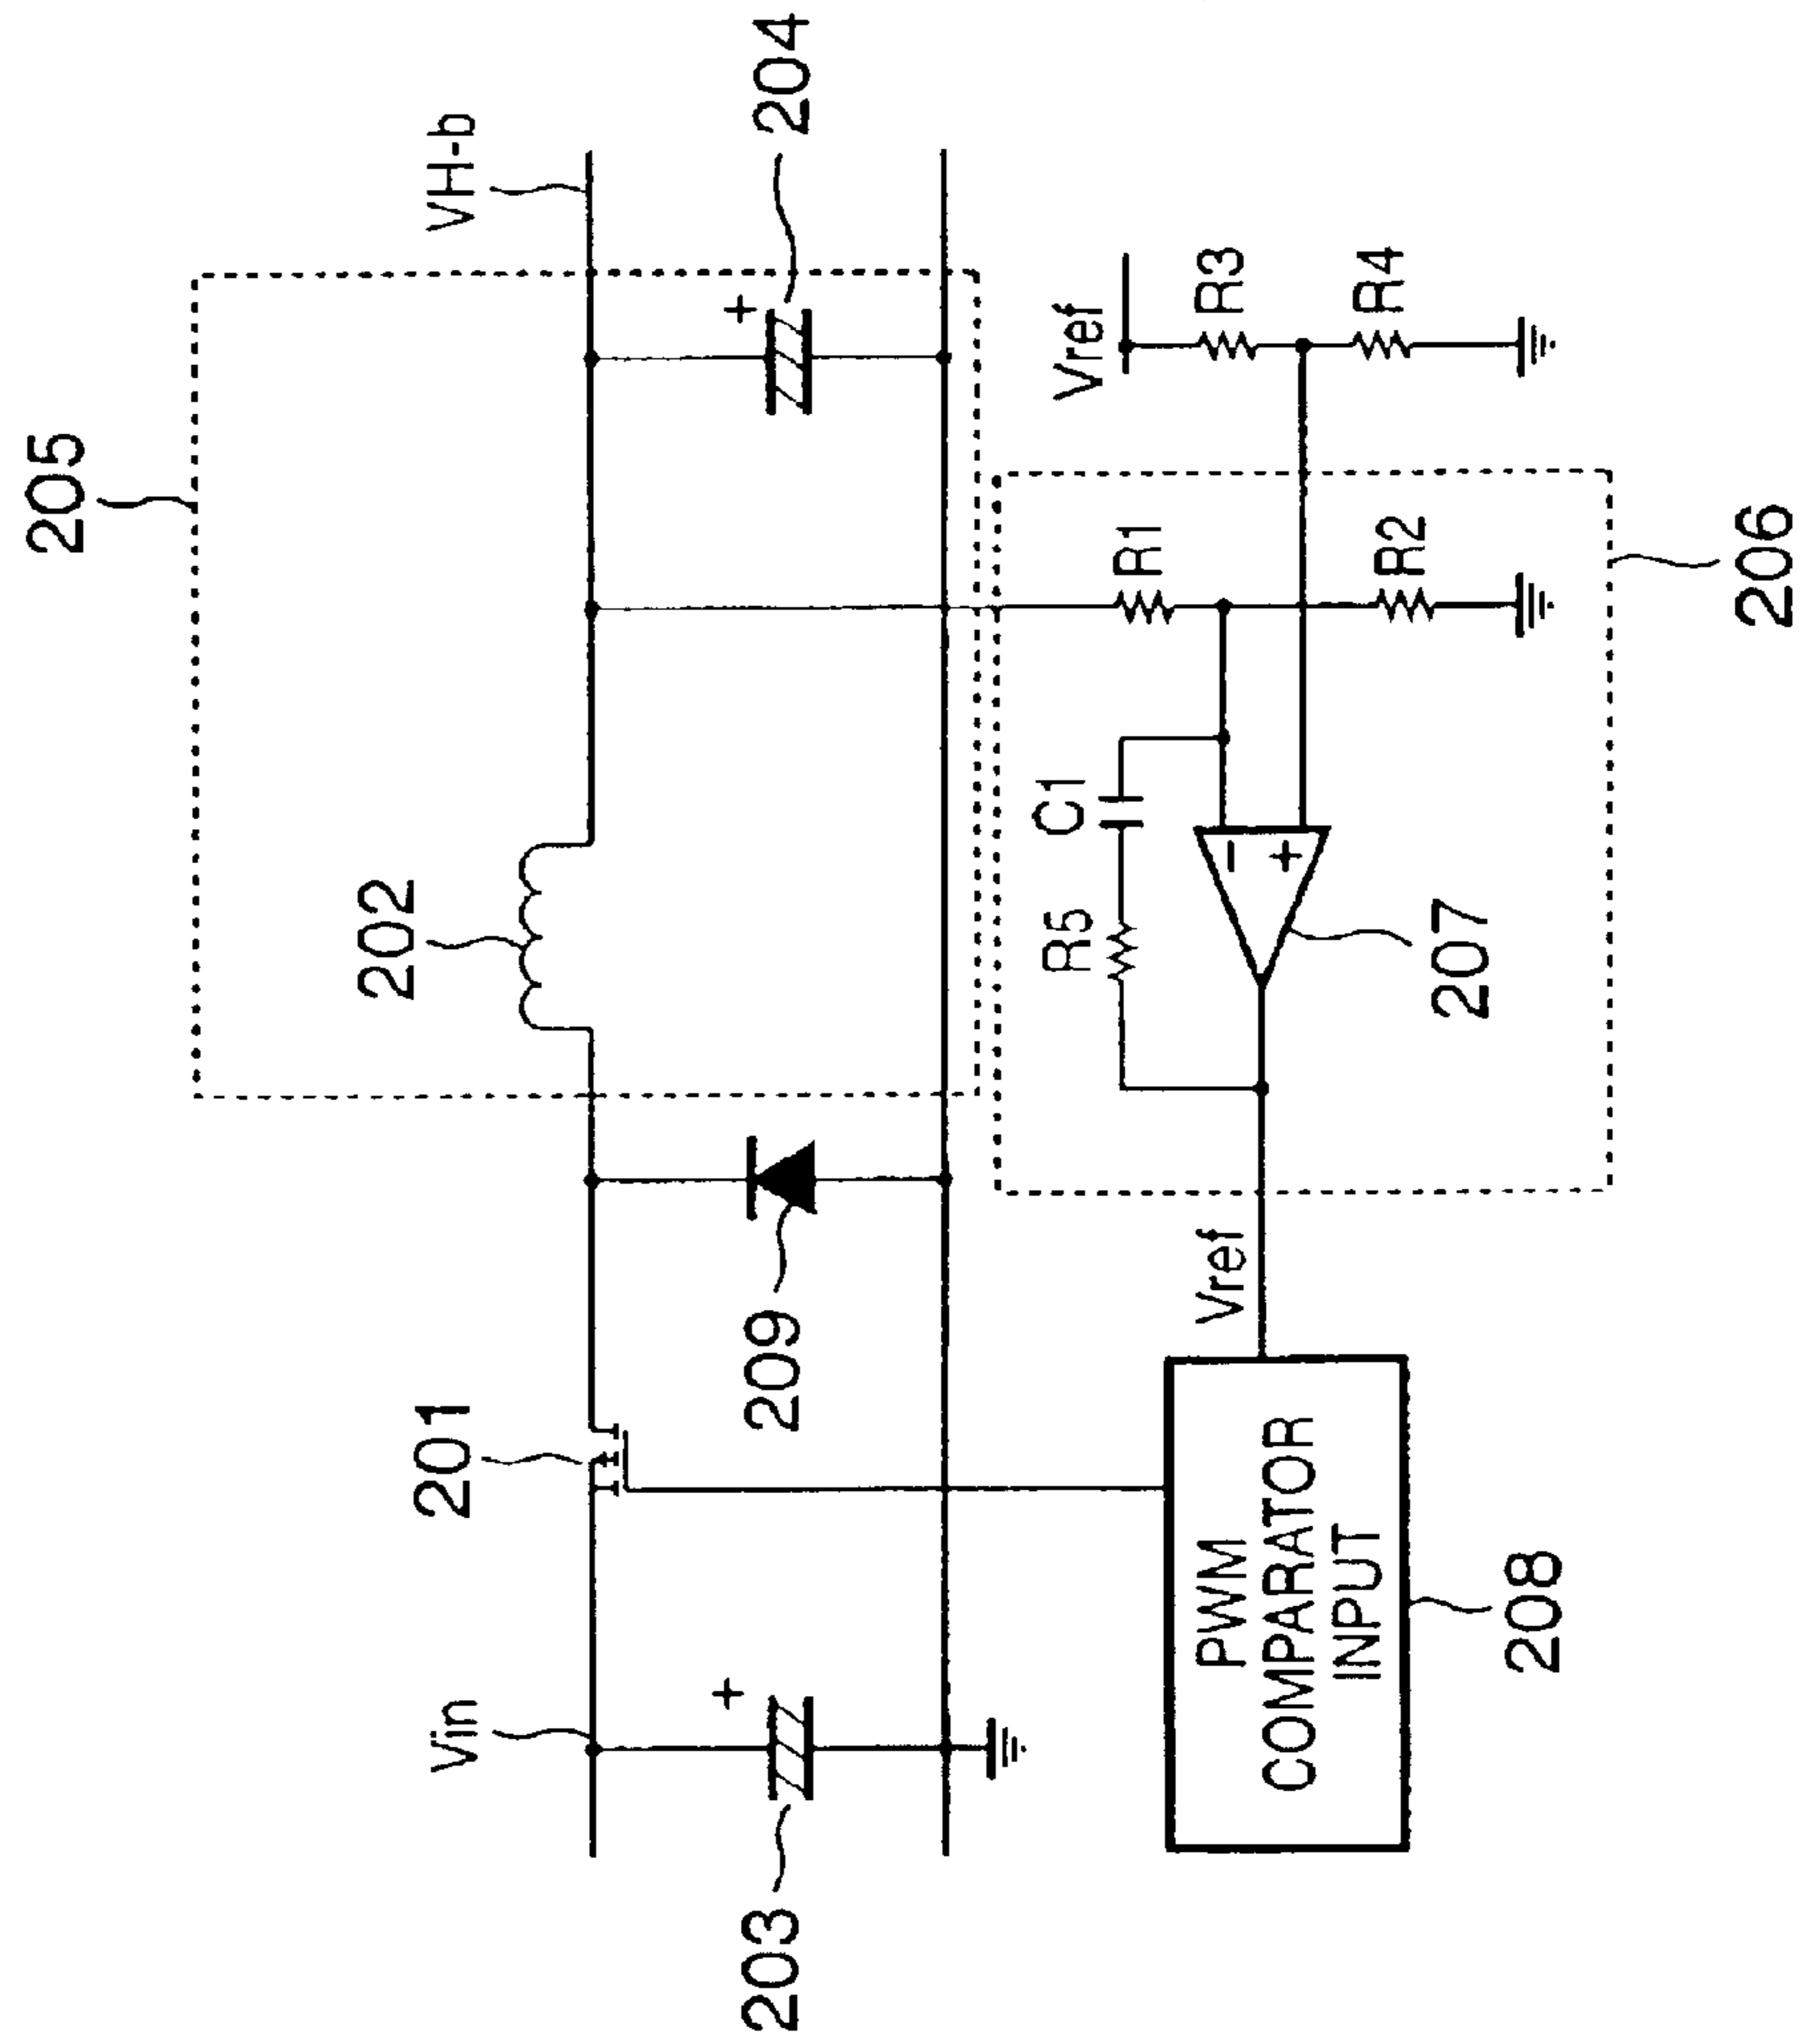 205
202
201
VH-b
Vin
204
+
209
+
203
Vref
R3
R4
C1
R5
R1
R2
-
+
207
206
Vref
PWM
COMPARATOR
INPUT
208